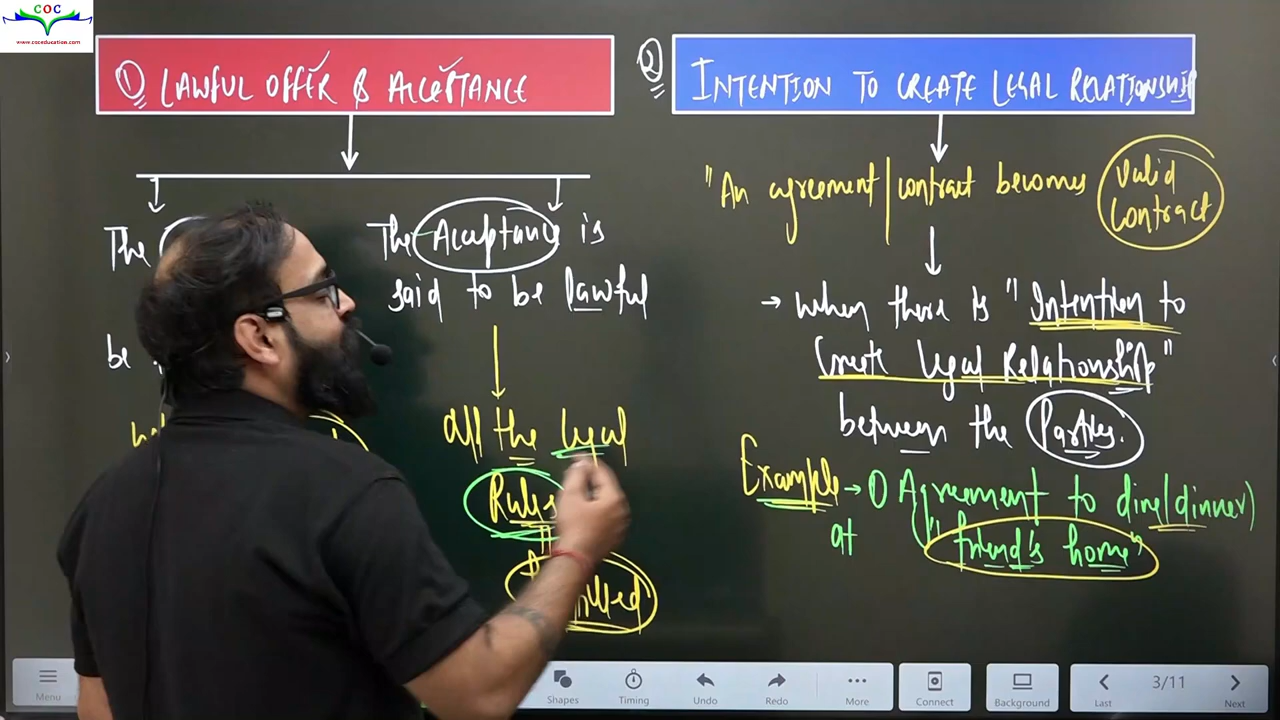 COC
www.coceducation.com
① LAWFUL OFFER & ACCEPTANCE
The
be
The Acceptance is
said to be lawful
all the legal
Rules
② INTENTION TO CREATE LEGAL RELATIONSHIP
"An agreement | contract becomes valid
contract
→ when there is "Intention to
Create legal Relationship"
between the Parties.
Example → ① Agreement to dine/dinner)
at "friend's home"
Menu
Shapes
Timing
Undo
Redo
More
Connect
Background
Last
3/11
Next